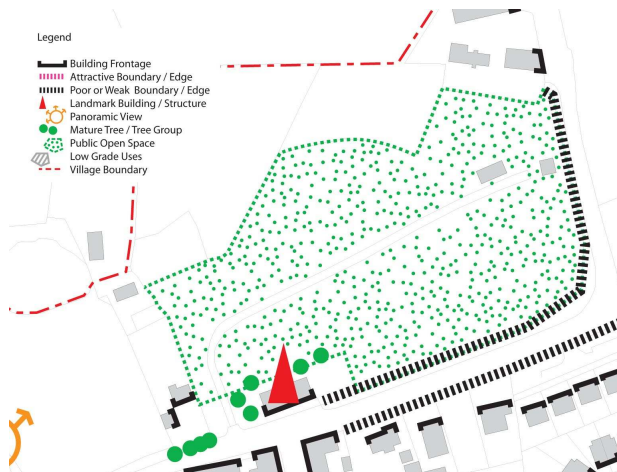 Legend
Building Frontage
Attractive Boundary / Edge
Poor or Weak Boundary / Edge
Landmark Building / Structure
Panoramic View
Mature Tree / Tree Group
Public Open Space
Low Grade Uses
Village Boundary